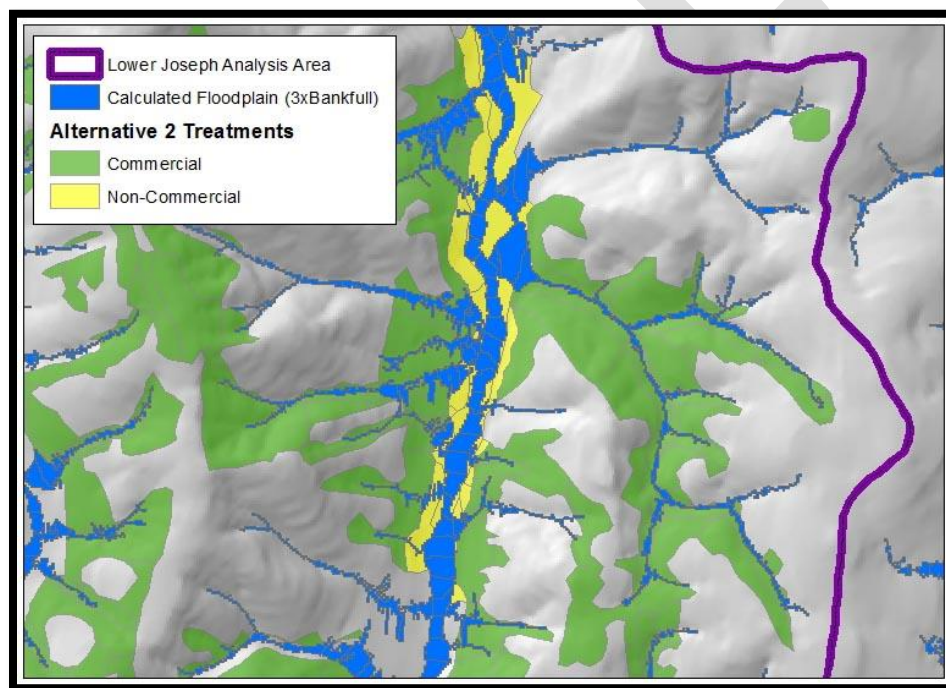 Lower Joseph Analysis Area
Calculated Floodplain (3xBankfull)
Alternative 2 Treatments
Commercial
Non-Commercial